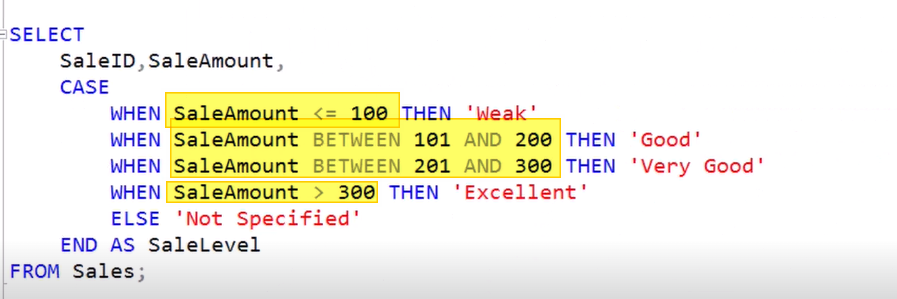 SELECT
SaleID,SaleAmount,
CASE
WHEN SaleAmount <= 100 THEN 'Weak'
WHEN SaleAmount BETWEEN 101 AND 200 THEN 'Good'
WHEN SaleAmount BETWEEN 201 AND 300 THEN 'Very Good'
WHEN SaleAmount > 300 THEN 'Excellent'
ELSE 'Not Specified'
END AS SaleLevel
FROM Sales;